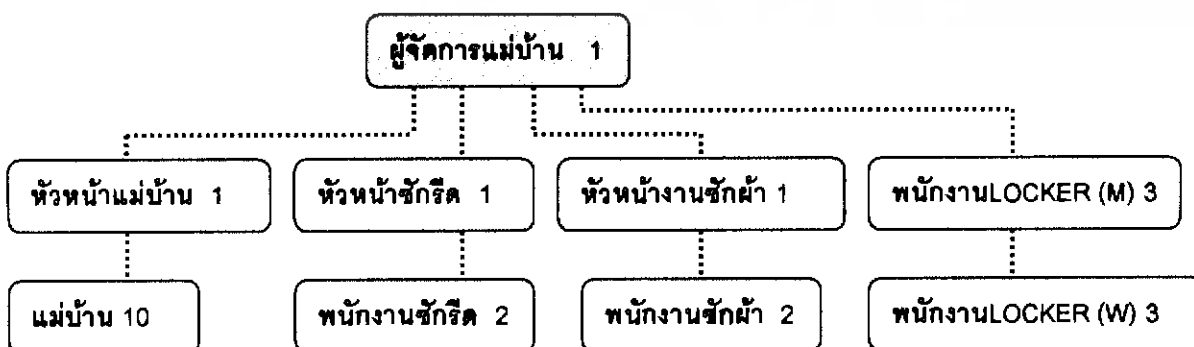 ผู้จัดการแม่บ้าน 1
หัวหน้าแม่บ้าน 1
หัวหน้าซักรีด 1
หัวหน้างานซักผ้า 1
พนักงานLOCKER (M) 3
แม่บ้าน 10
พนักงานซักรีด 2
พนักงานซักผ้า 2
พนักงานLOCKER (W) 3